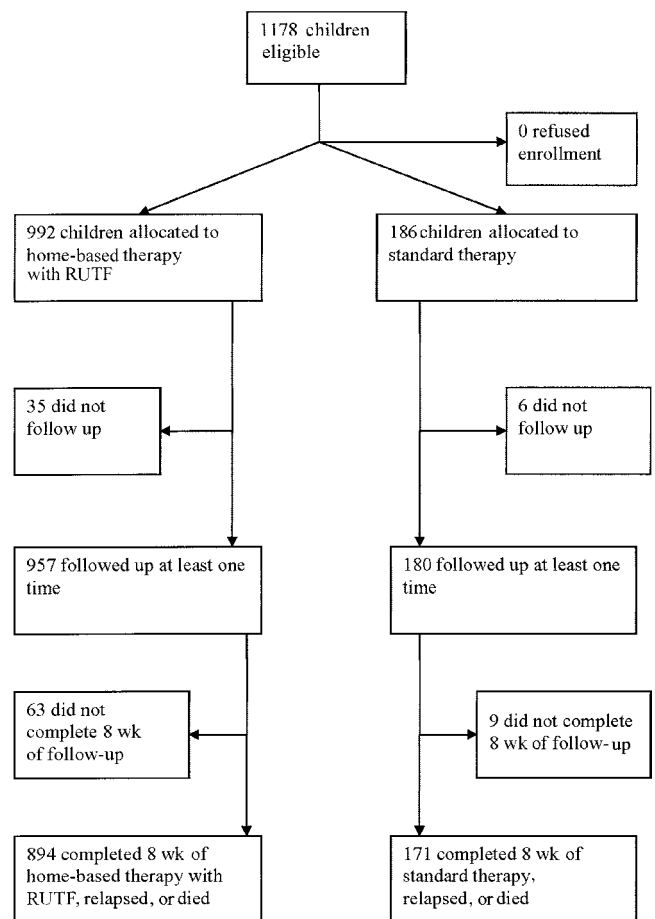 1178 children
eligible
0 refused
enrollment
992 children allocated to
home-based therapy
with RUTF
186 children allocated to
standard therapy
35 did not
follow up
6 did not
follow up
957 followed up at least one
time
180 followed up at least one
time
63 did not
complete 8 wk
of follow-up
9 did not complete
8 wk of follow-up
894 completed 8 wk of
home-based therapy with
RUTF, relapsed, or died
171 completed 8 wk of
standard therapy,
relapsed, or died